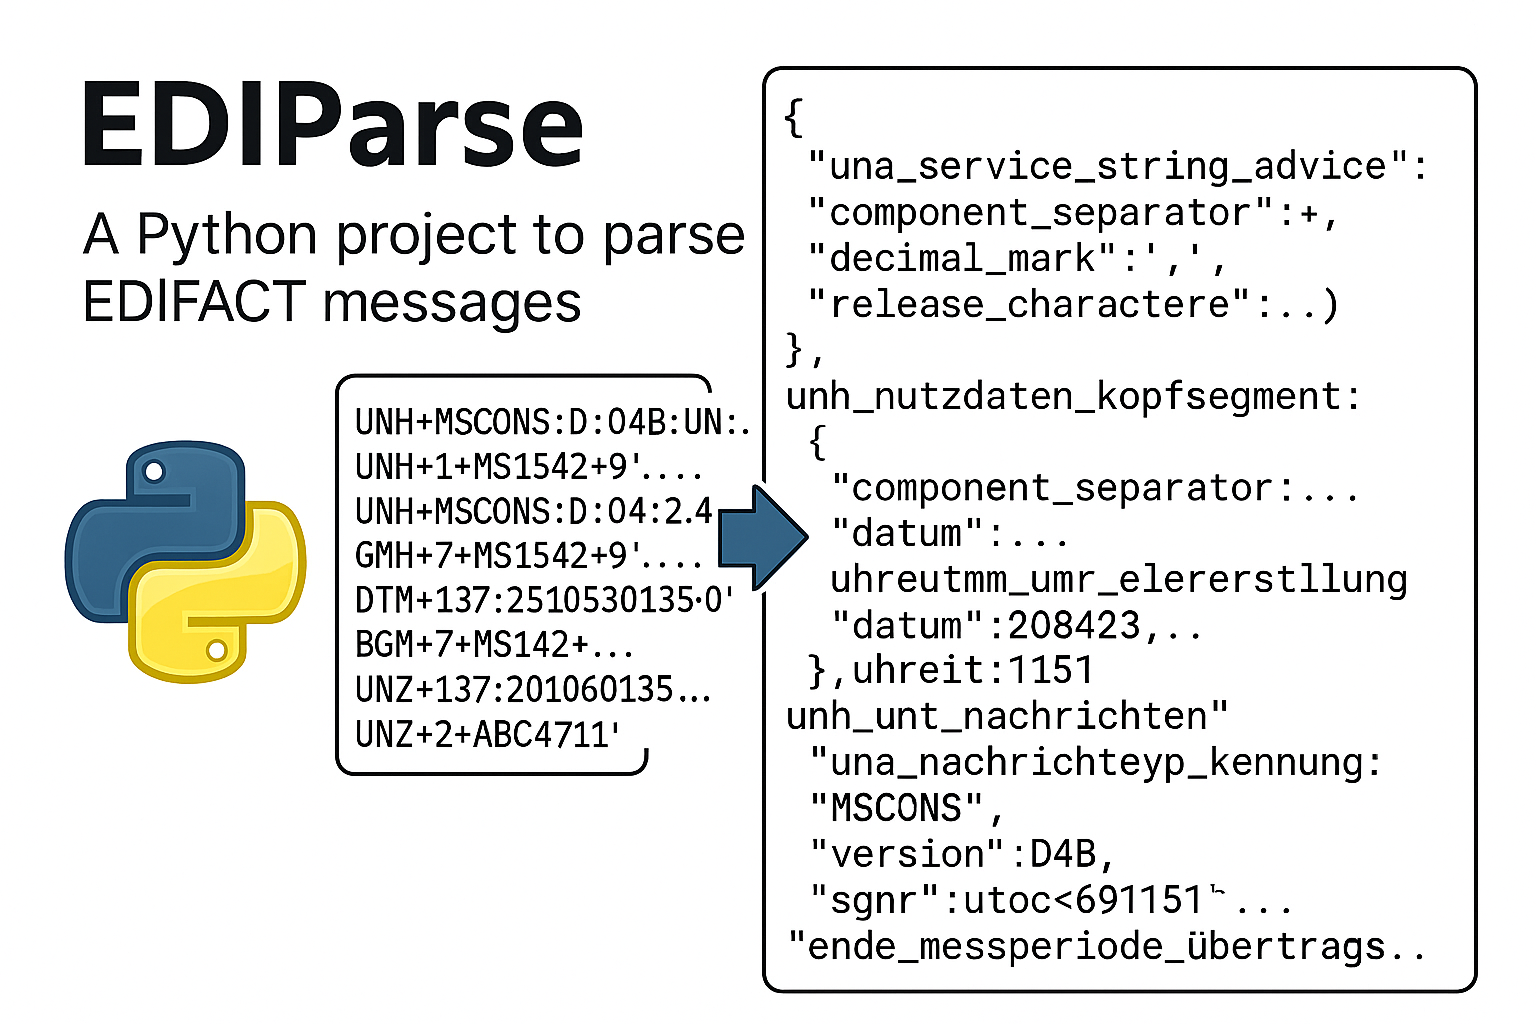 EDIParse
A Python project to parse
EDIFACT messages
UNH+MSCONS:D:04B:UN:.
UNH+1+MS1542+9'....
UNH+MSCONS:D:04:2.4
GMH+7+MS1542+9'....
DTM+137:2510530135·0'
BGM+7+MS142+...
UNZ+137:201060135...
UNZ+2+ABC4711'
{
"una_service_string_advice":
"component_separator":+,
"decimal_mark":',',
"release_charactere":..)
},
unh_nutzdaten_kopfsegment:
{
"component_separator:...
"datum":...
uhreutmm_umr_elererstllung
"datum":208423,..
},uhreit:1151
unh_unt_nachrichten"
"una_nachrichteyp_kennung:
"MSCONS",
"version":D4B,
"sgnr":utoc<691151...
"ende_messperiode_übertrags..